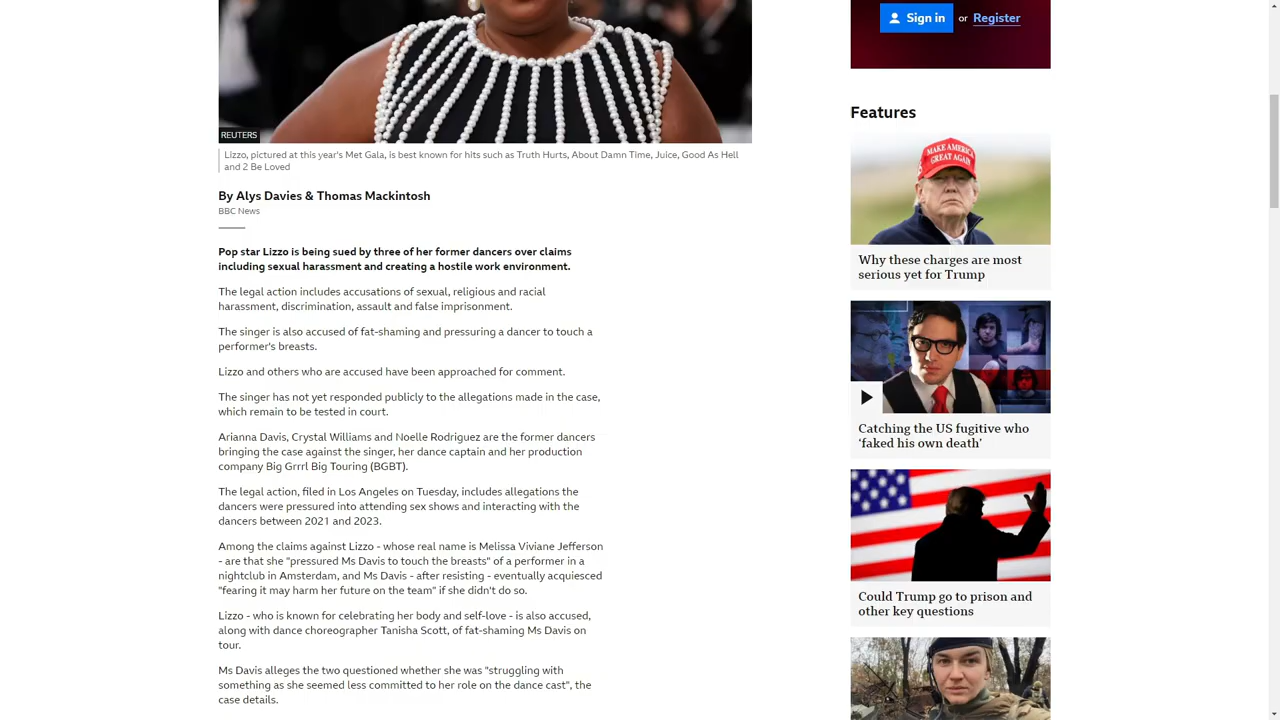 Sign in or Register
REUTERS
Lizzo, pictured at this year's Met Gala, is best known for hits such as Truth Hurts, About Damn Time, Juice, Good As Hell
and 2 Be Loved
By Alys Davies & Thomas Mackintosh
BBC News
Pop star Lizzo is being sued by three of her former dancers over claims
including sexual harassment and creating a hostile work environment.
The legal action includes accusations of sexual, religious and racial
harassment, discrimination, assault and false imprisonment.
The singer is also accused of fat-shaming and pressuring a dancer to touch a
performer's breasts.
Lizzo and others who are accused have been approached for comment.
The singer has not yet responded publicly to the allegations made in the case,
which remain to be tested in court.
Arianna Davis, Crystal Williams and Noelle Rodriguez are the former dancers
bringing the case against the singer, her dance captain and her production
company Big Grrrl Big Touring (BGBT).
The legal action, filed in Los Angeles on Tuesday, includes allegations the
dancers were pressured into attending sex shows and interacting with the
dancers between 2021 and 2023.
Among the claims against Lizzo - whose real name is Melissa Viviane Jefferson
- are that she "pressured Ms Davis to touch the breasts" of a performer in a
nightclub in Amsterdam, and Ms Davis - after resisting - eventually acquiesced
"fearing it may harm her future on the team" if she didn't do so.
Lizzo - who is known for celebrating her body and self-love - is also accused,
along with dance choreographer Tanisha Scott, of fat-shaming Ms Davis on
tour.
Ms Davis alleges the two questioned whether she was "struggling with
something as she seemed less committed to her role on the dance cast", the
case details.
Features
MAKE AMERICA
GREAT AGAIN
Why these charges are most
serious yet for Trump
Catching the US fugitive who
‘faked his own death’
Could Trump go to prison and
other key questions